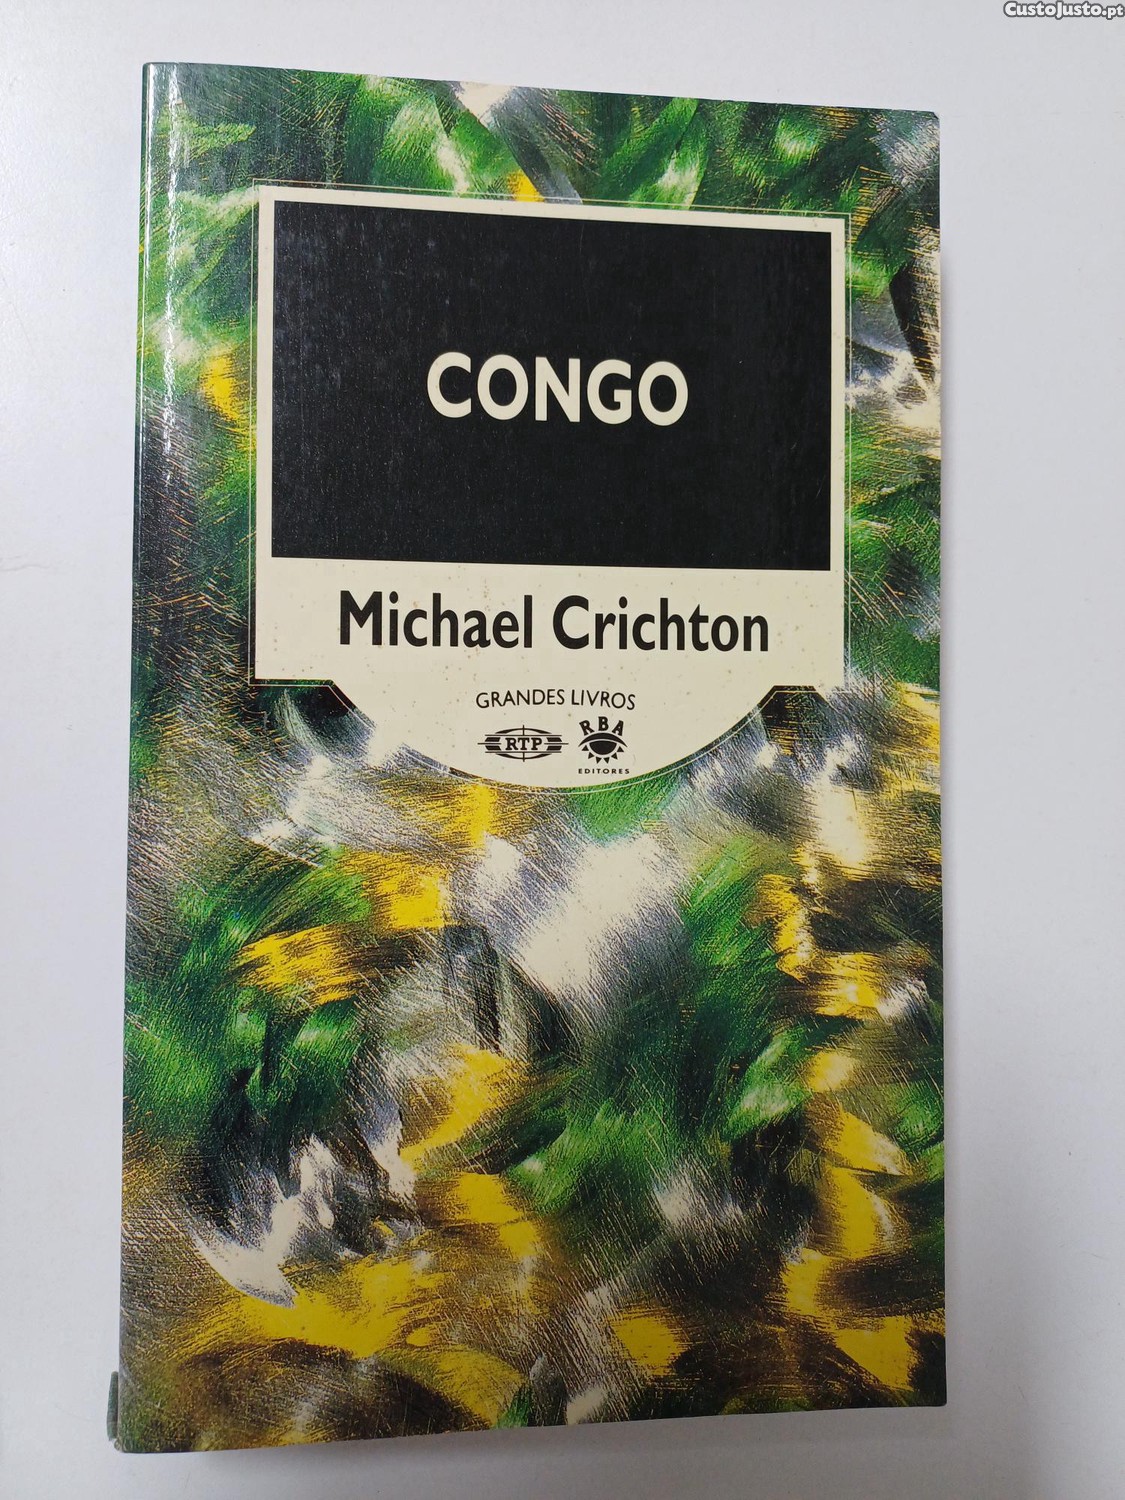 CustoJusto.pt
CONGO
Michael Crichton
GRANDES LIVROS
RTP
RBA
EDITORES